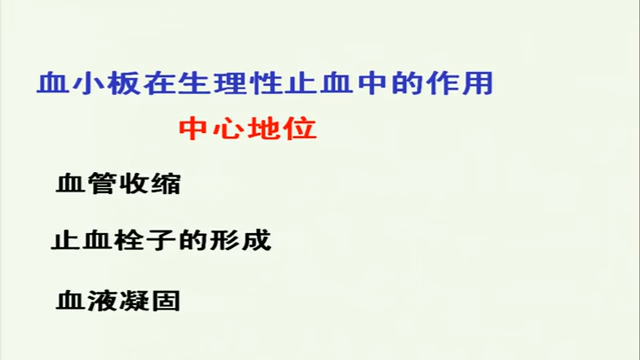 血小板在生理性止血中的作用
中心地位
血管收缩
止血栓子的形成
血液凝固